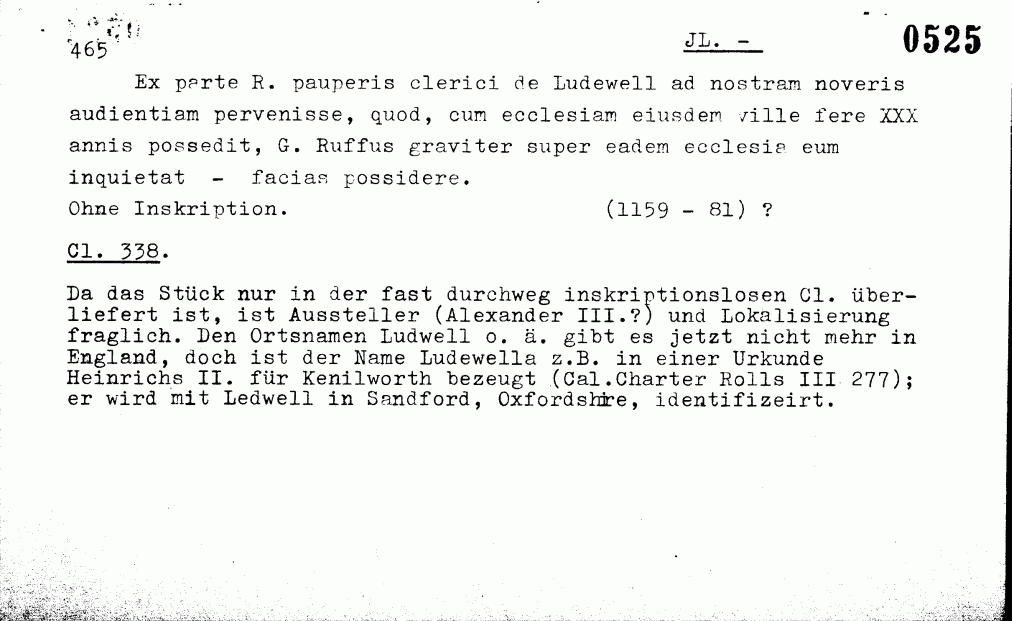 465 JL. - 0525
Ex parte R. pauperis clerici de Ludewell ad nostram noveris
audientiam pervenisse, quod, cum ecclesiam eiusdem ville fere XXX
annis possedit, G. Ruffus graviter super eadem ecclesia eum
inquietat - facias possidere.
Ohne Inskription. (1159 - 81) ?
Cl. 338.
Da das Stück nur in der fast durchweg inskriptionslosen Cl. über-
liefert ist, ist Aussteller (Alexander III.?) und Lokalisierung
fraglich. Den Ortsnamen Ludwell o. ä. gibt es jetzt nicht mehr in
England, doch ist der Name Ludewella z.B. in einer Urkunde
Heinrichs II. für Kenilworth bezeugt (Cal.Charter Rolls III 277);
er wird mit Ledwell in Sandford, Oxfordshire, identifizeirt.